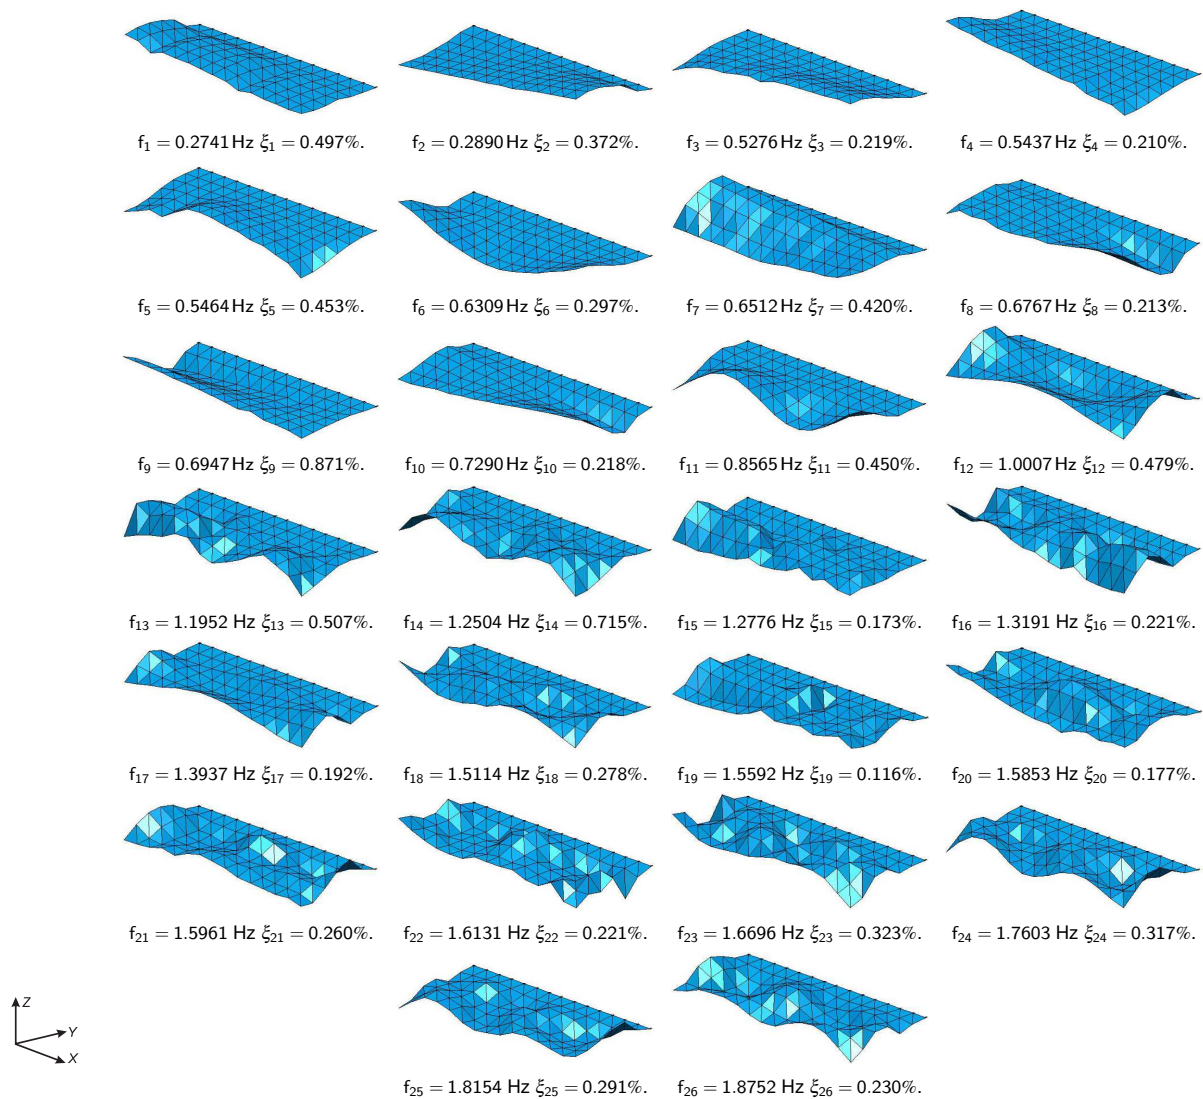 f₁ = 0.2741 Hz ξ₁ = 0.497%. f₂ = 0.2890 Hz ξ₂ = 0.372%. f₃ = 0.5276 Hz ξ₃ = 0.219%. f₄ = 0.5437 Hz ξ₄ = 0.210%.
f₅ = 0.5464 Hz ξ₅ = 0.453%. f₆ = 0.6309 Hz ξ₆ = 0.297%. f₇ = 0.6512 Hz ξ₇ = 0.420%. f₈ = 0.6767 Hz ξ₈ = 0.213%.
f₉ = 0.6947 Hz ξ₉ = 0.871%. f₁₀ = 0.7290 Hz ξ₁₀ = 0.218%. f₁₁ = 0.8565 Hz ξ₁₁ = 0.450%. f₁₂ = 1.0007 Hz ξ₁₂ = 0.479%.
f₁₃ = 1.1952 Hz ξ₁₃ = 0.507%. f₁₄ = 1.2504 Hz ξ₁₄ = 0.715%. f₁₅ = 1.2776 Hz ξ₁₅ = 0.173%. f₁₆ = 1.3191 Hz ξ₁₆ = 0.221%.
f₁₇ = 1.3937 Hz ξ₁₇ = 0.192%. f₁₈ = 1.5114 Hz ξ₁₈ = 0.278%. f₁₉ = 1.5592 Hz ξ₁₉ = 0.116%. f₂₀ = 1.5853 Hz ξ₂₀ = 0.177%.
f₂₁ = 1.5961 Hz ξ₂₁ = 0.260%. f₂₂ = 1.6131 Hz ξ₂₂ = 0.221%. f₂₃ = 1.6696 Hz ξ₂₃ = 0.323%. f₂₄ = 1.7603 Hz ξ₂₄ = 0.317%.
Z
Y
X
f₂₅ = 1.8154 Hz ξ₂₅ = 0.291%. f₂₆ = 1.8752 Hz ξ₂₆ = 0.230%.